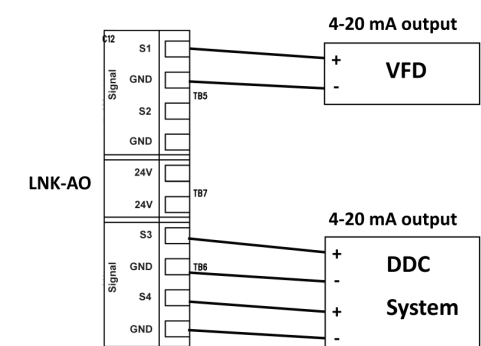 4-20 mA output
C12
S1
+
VFD
GND
-
Signal
TB5
S2
GND
24V
LNK-AO
TB7
24V
4-20 mA output
S3
+
DDC
GND
TB6
-
Signal
S4
+
System
GND
-